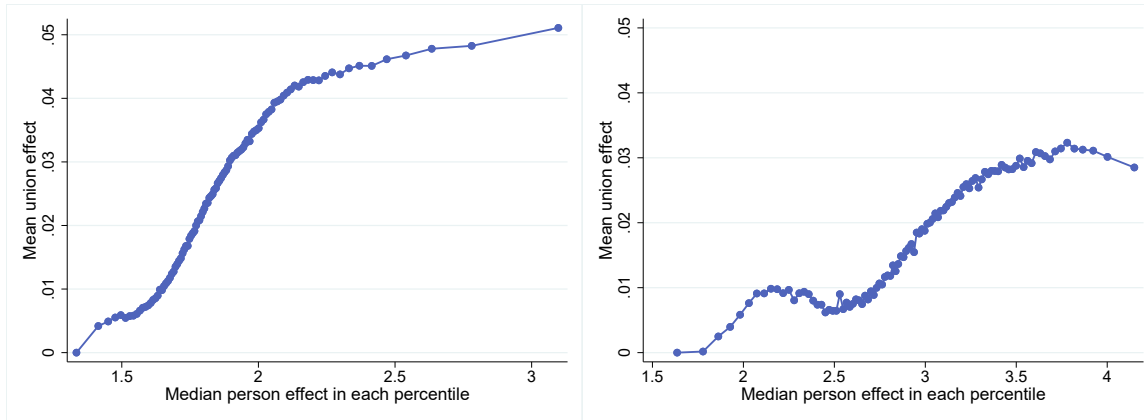 .05
.04
.03
.02
.01
0
Mean union effect
1.5 2 2.5 3
Median person effect in each percentile
.05
.04
.03
.02
.01
0
Mean union effect
1.5 2 2.5 3 3.5 4
Median person effect in each percentile